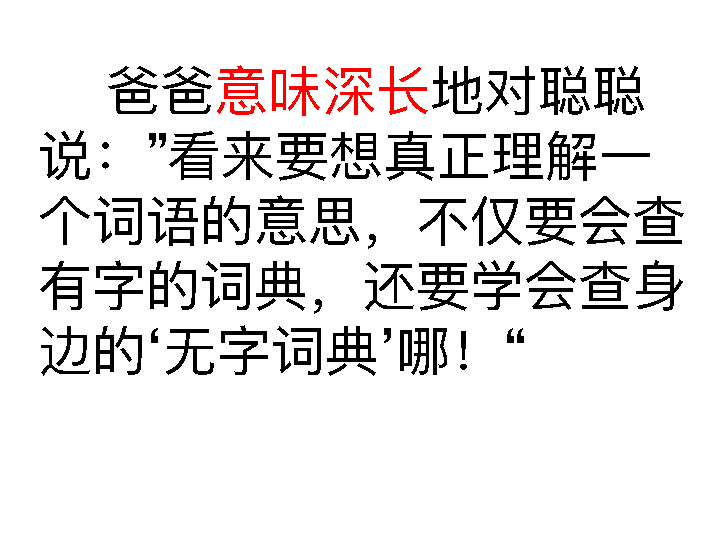 爸爸意味深长地对聪聪
说：”看来要想真正理解一
个词语的意思，不仅要会查
有字的词典，还要学会查身
边的‘无字词典’哪！“